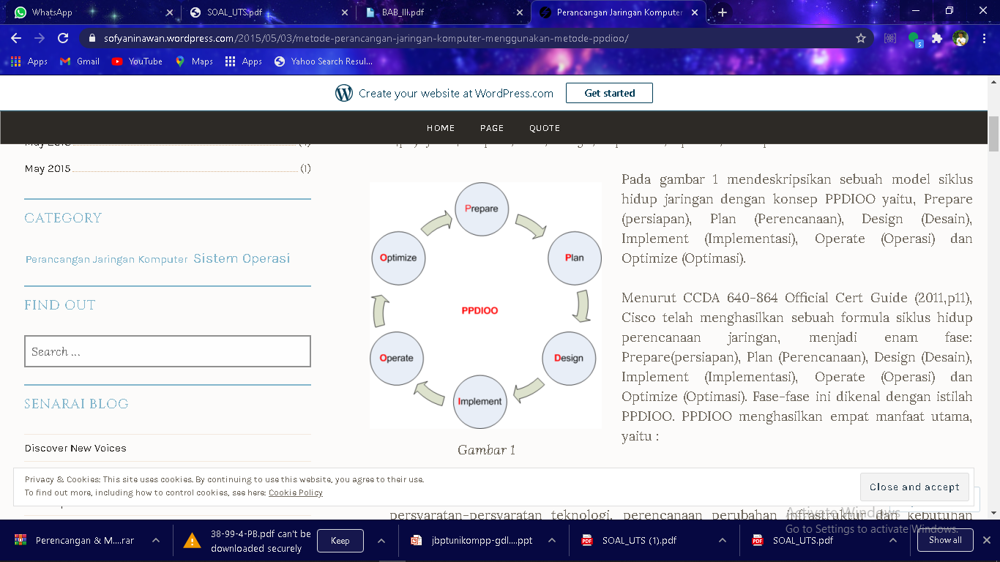 WhatsApp
SOAL_UTS.pdf
BAB_III.pdf
Perancangan Jaringan Komputer
sofyaninawan.wordpress.com/2015/05/03/metode-perancangan-jaringan-komputer-menggunakan-metode-ppdioo/
Apps
Gmail
YouTube
Maps
Apps
Yahoo Search Resul...
Create your website at WordPress.com
Get started
HOME
PAGE
QUOTE
May 2015 (1)
CATEGORY
Perancangan Jaringan Komputer Sistem Operasi
FIND OUT
Search ...
SENARAI BLOG
Discover New Voices
Prepare
Plan
Design
Implement
Operate
Optimize
PPDIOO
Gambar 1
Pada gambar 1 mendeskripsikan sebuah model siklus
hidup jaringan dengan konsep PPDIOO yaitu, Prepare
(persiapan), Plan (Perencanaan), Design (Desain),
Implement (Implementasi), Operate (Operasi) dan
Optimize (Optimasi).
Menurut CCDA 640-864 Official Cert Guide (2011,p11),
Cisco telah menghasilkan sebuah formula siklus hidup
perencanaan jaringan, menjadi enam fase:
Prepare(persiapan), Plan (Perencanaan), Design (Desain),
Implement (Implementasi), Operate (Operasi) dan
Optimize (Optimasi). Fase-fase ini dikenal dengan istilah
PPDIOO. PPDIOO menghasilkan empat manfaat utama,
yaitu :
Privacy & Cookies: This site uses cookies. By continuing to use this website, you agree to their use.
To find out more, including how to control cookies, see here: Cookie Policy
Close and accept
persyaratan-persyaratan teknologi, perencanaan perubahan infrastruktur dan keputuhan
Activate Windows
Go to Settings to activate Windows.
Perencangan & M....rar
38-99-4-PB.pdf can't be
downloaded securely
Keep
jbptunikompp-gdl....ppt
SOAL_UTS (1).pdf
SOAL_UTS.pdf
Show all